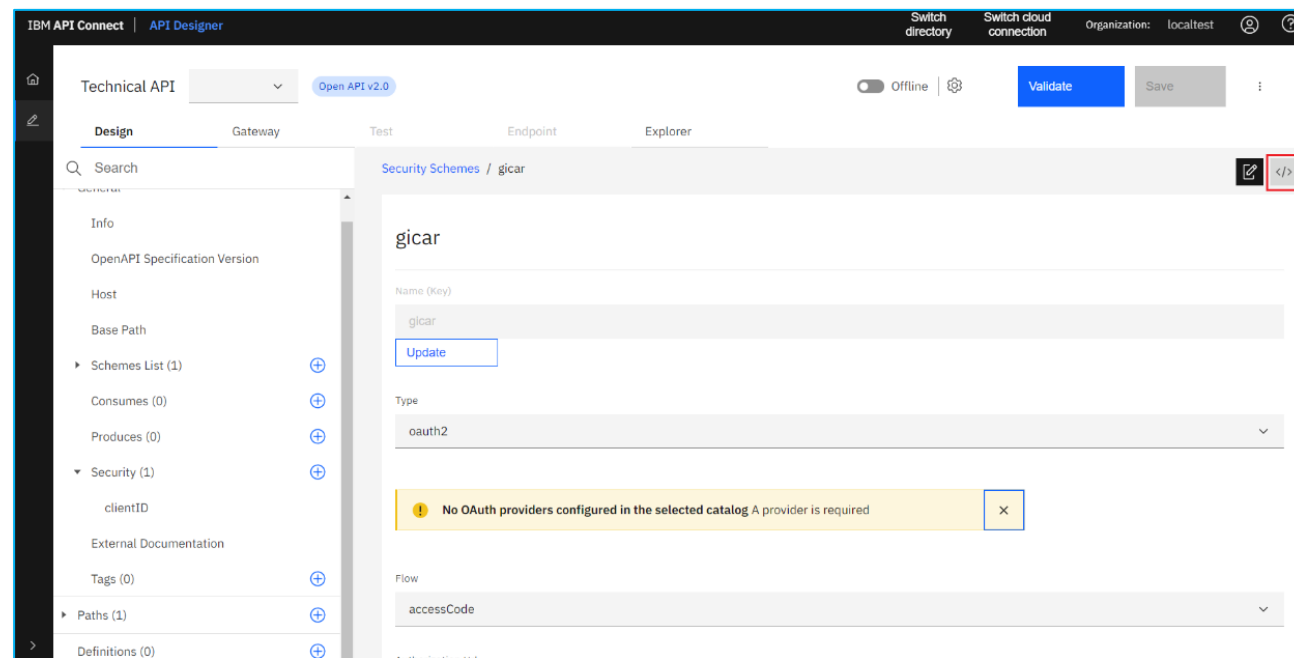 IBM API Connect | API Designer
Switch directory
Switch cloud connection
Organization: localtest
Technical API
Open API v2.0
Offline
Validate
Save
Design
Gateway
Test
Endpoint
Explorer
Search
Security Schemes / gicar
</>
General
Info
OpenAPI Specification Version
Host
Base Path
Schemes List (1)
Consumes (0)
Produces (0)
Security (1)
clientID
External Documentation
Tags (0)
Paths (1)
Definitions (0)
gicar
Name (Key)
gicar
Update
Type
oauth2
No OAuth providers configured in the selected catalog A provider is required
Flow
accessCode